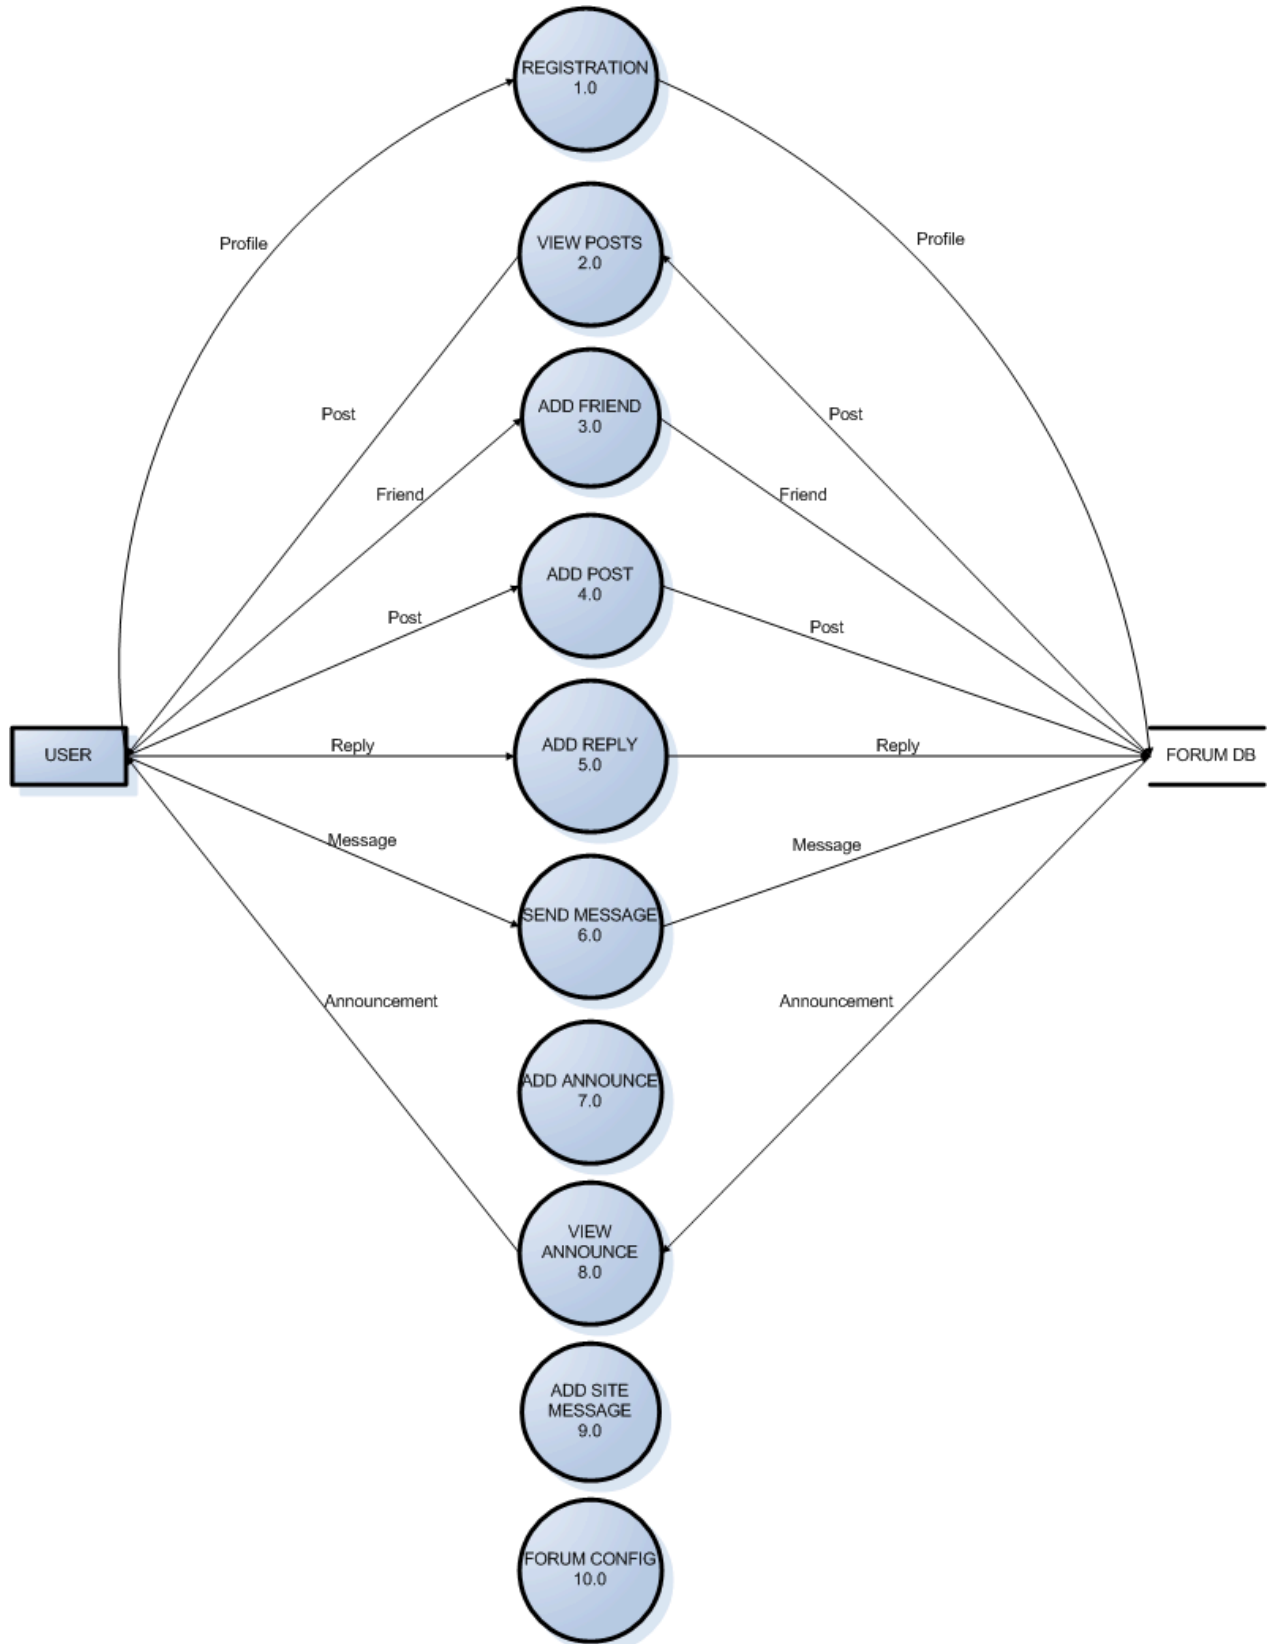 REGISTRATION
1.0
Profile
Profile
VIEW POSTS
2.0
Post
Post
ADD FRIEND
3.0
Friend
Friend
ADD POST
4.0
Post
Post
USER
Reply
ADD REPLY
5.0
Reply
FORUM DB
Message
Message
SEND MESSAGE
6.0
Announcement
Announcement
ADD ANNOUNCE
7.0
VIEW
ANNOUNCE
8.0
ADD SITE
MESSAGE
9.0
FORUM CONFIG
10.0